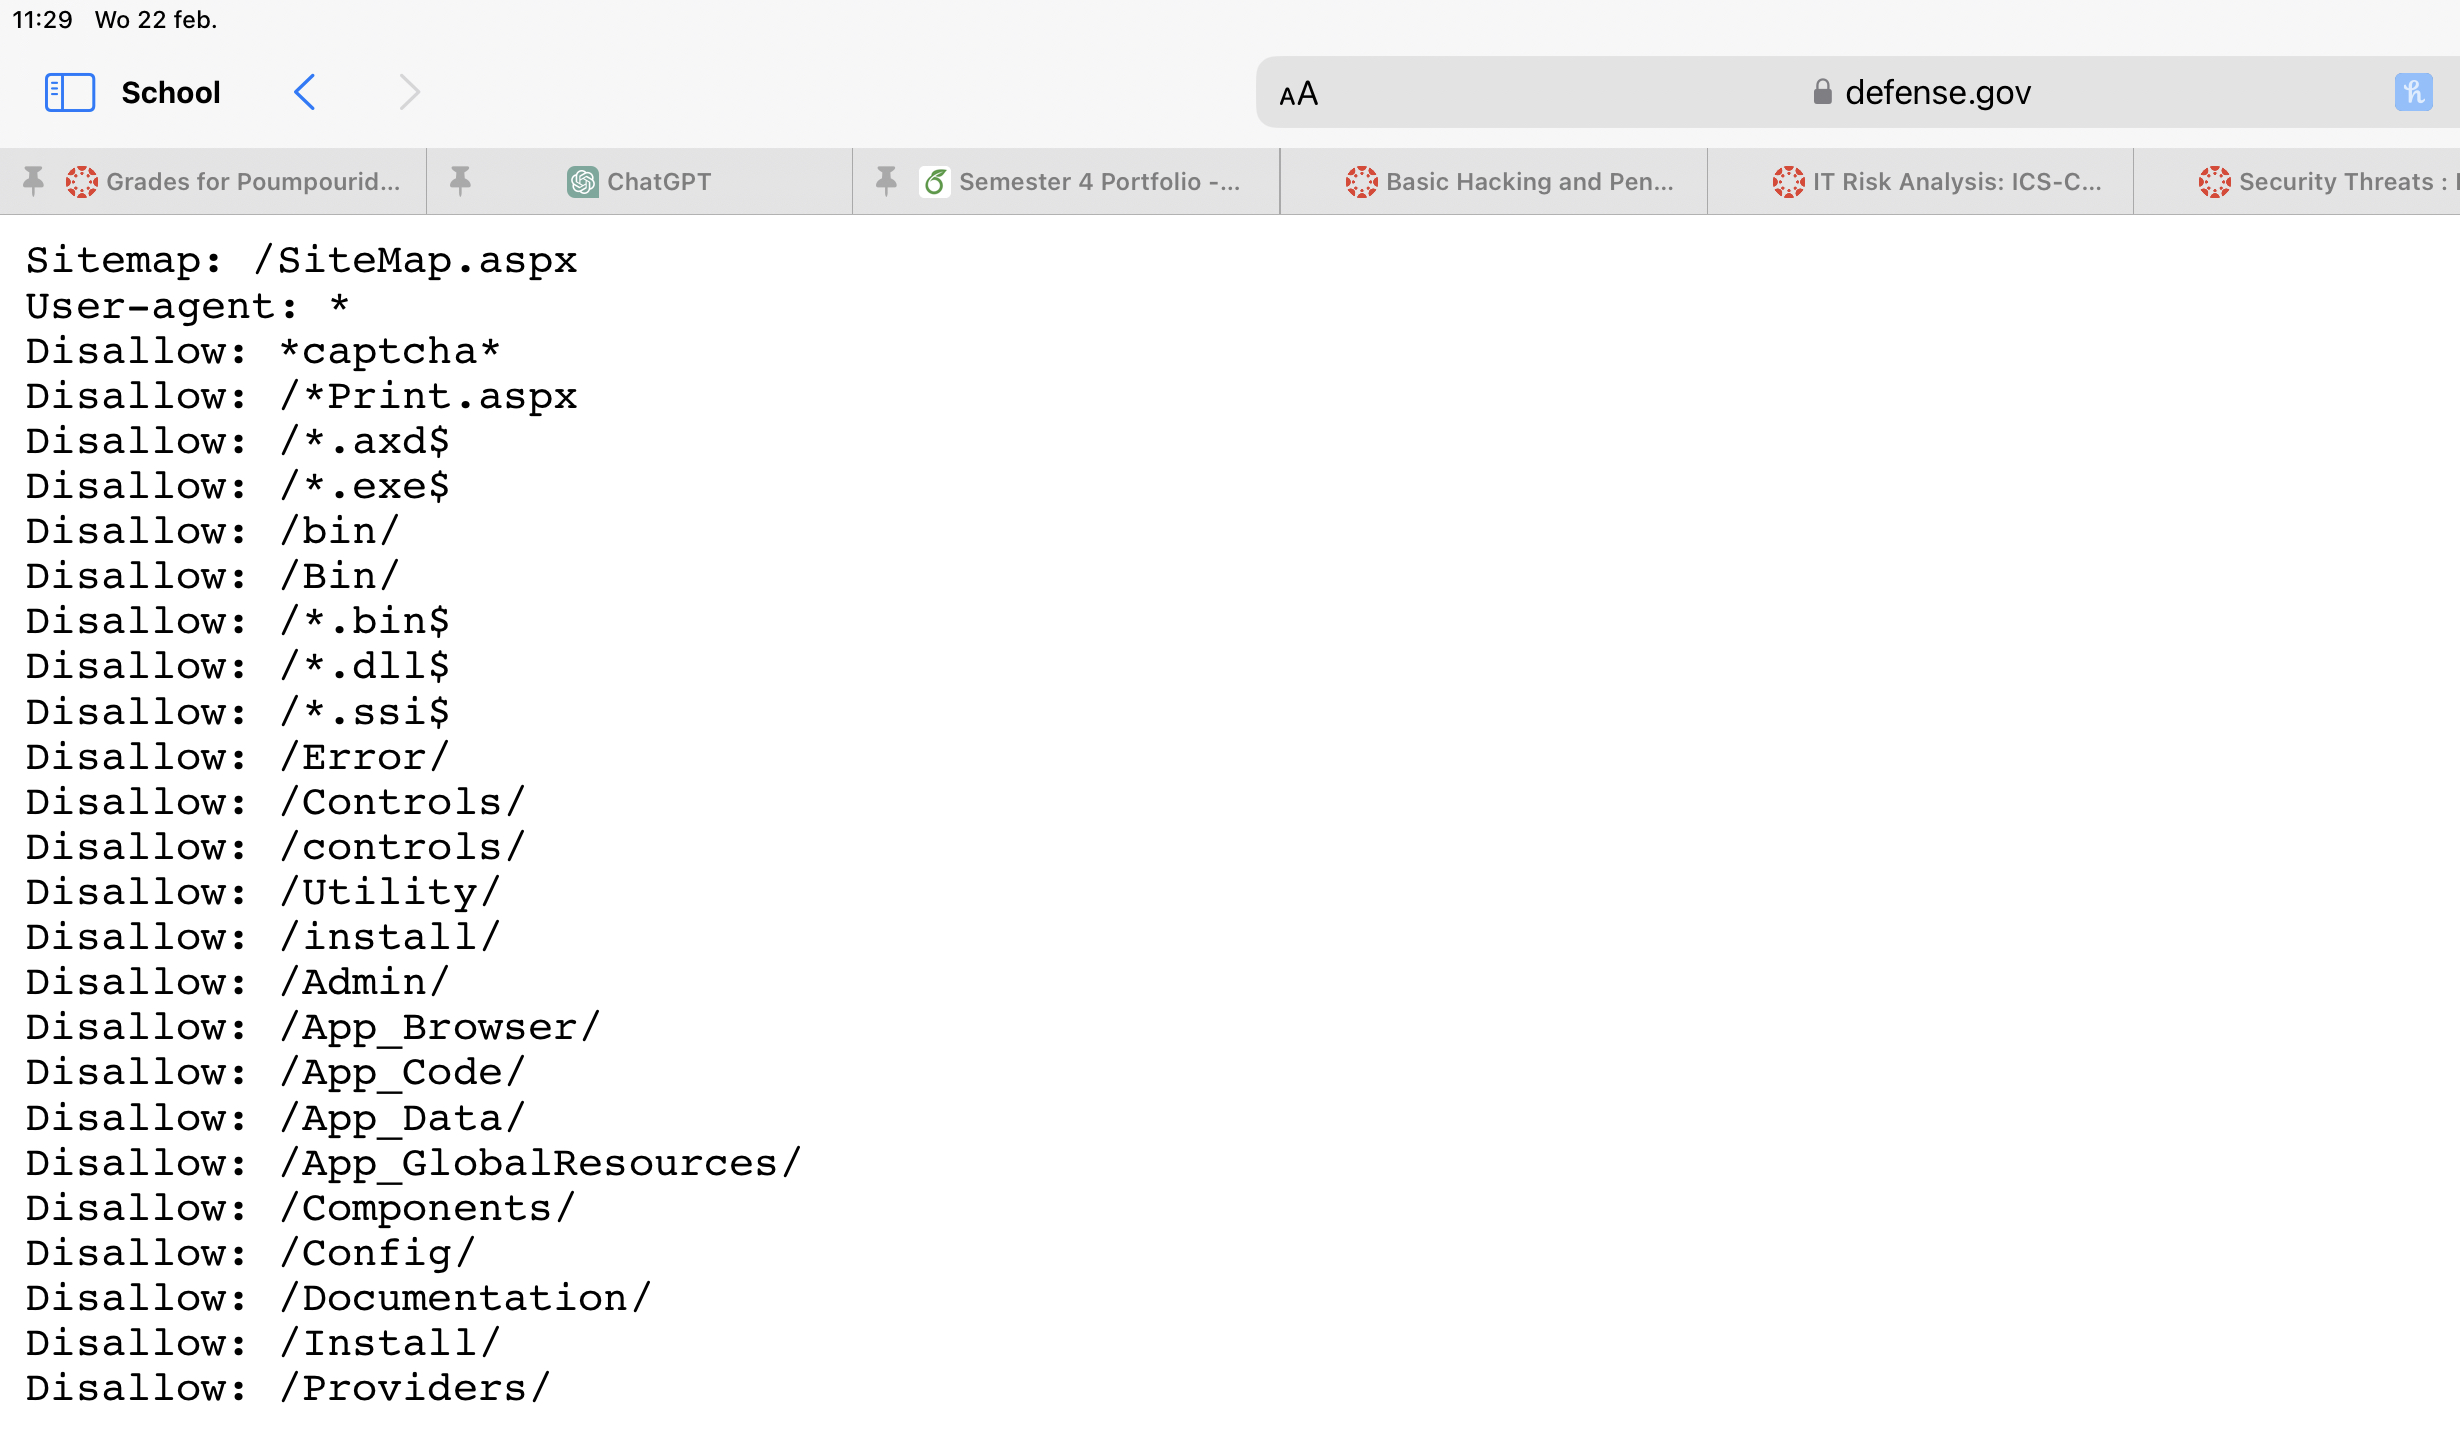 11:29 Wo 22 feb.
School
AA
defense.gov
Grades for Poumpourid...
ChatGPT
Semester 4 Portfolio -...
Basic Hacking and Pen...
IT Risk Analysis: ICS-C...
Security Threats :
Sitemap: /SiteMap.aspx
User-agent: *
Disallow: *captcha*
Disallow: /*Print.aspx
Disallow: /*.axd$
Disallow: /*.exe$
Disallow: /bin/
Disallow: /Bin/
Disallow: /*.bin$
Disallow: /*.dll$
Disallow: /*.ssi$
Disallow: /Error/
Disallow: /Controls/
Disallow: /controls/
Disallow: /Utility/
Disallow: /install/
Disallow: /Admin/
Disallow: /App_Browser/
Disallow: /App_Code/
Disallow: /App_Data/
Disallow: /App_GlobalResources/
Disallow: /Components/
Disallow: /Config/
Disallow: /Documentation/
Disallow: /Install/
Disallow: /Providers/